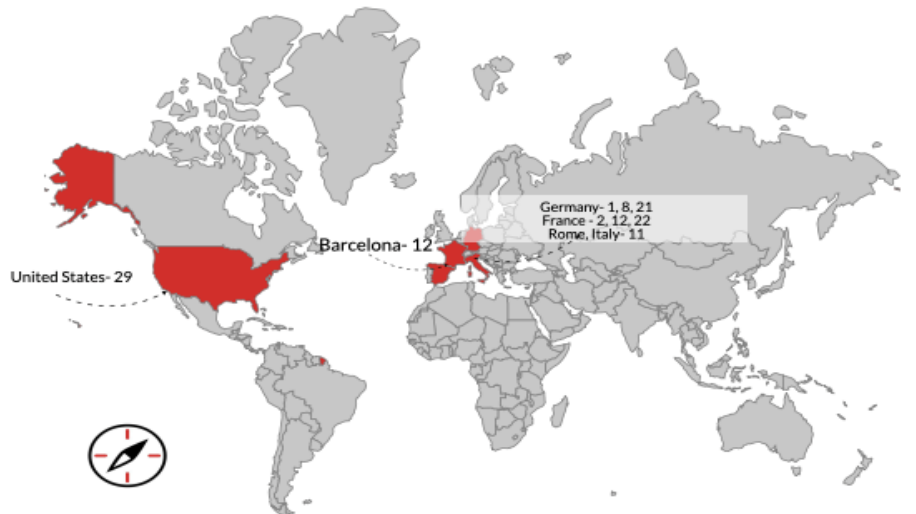 Germany- 1, 8, 21
France - 2, 12, 22
Rome, Italy- 11
Barcelona- 12
United States- 29